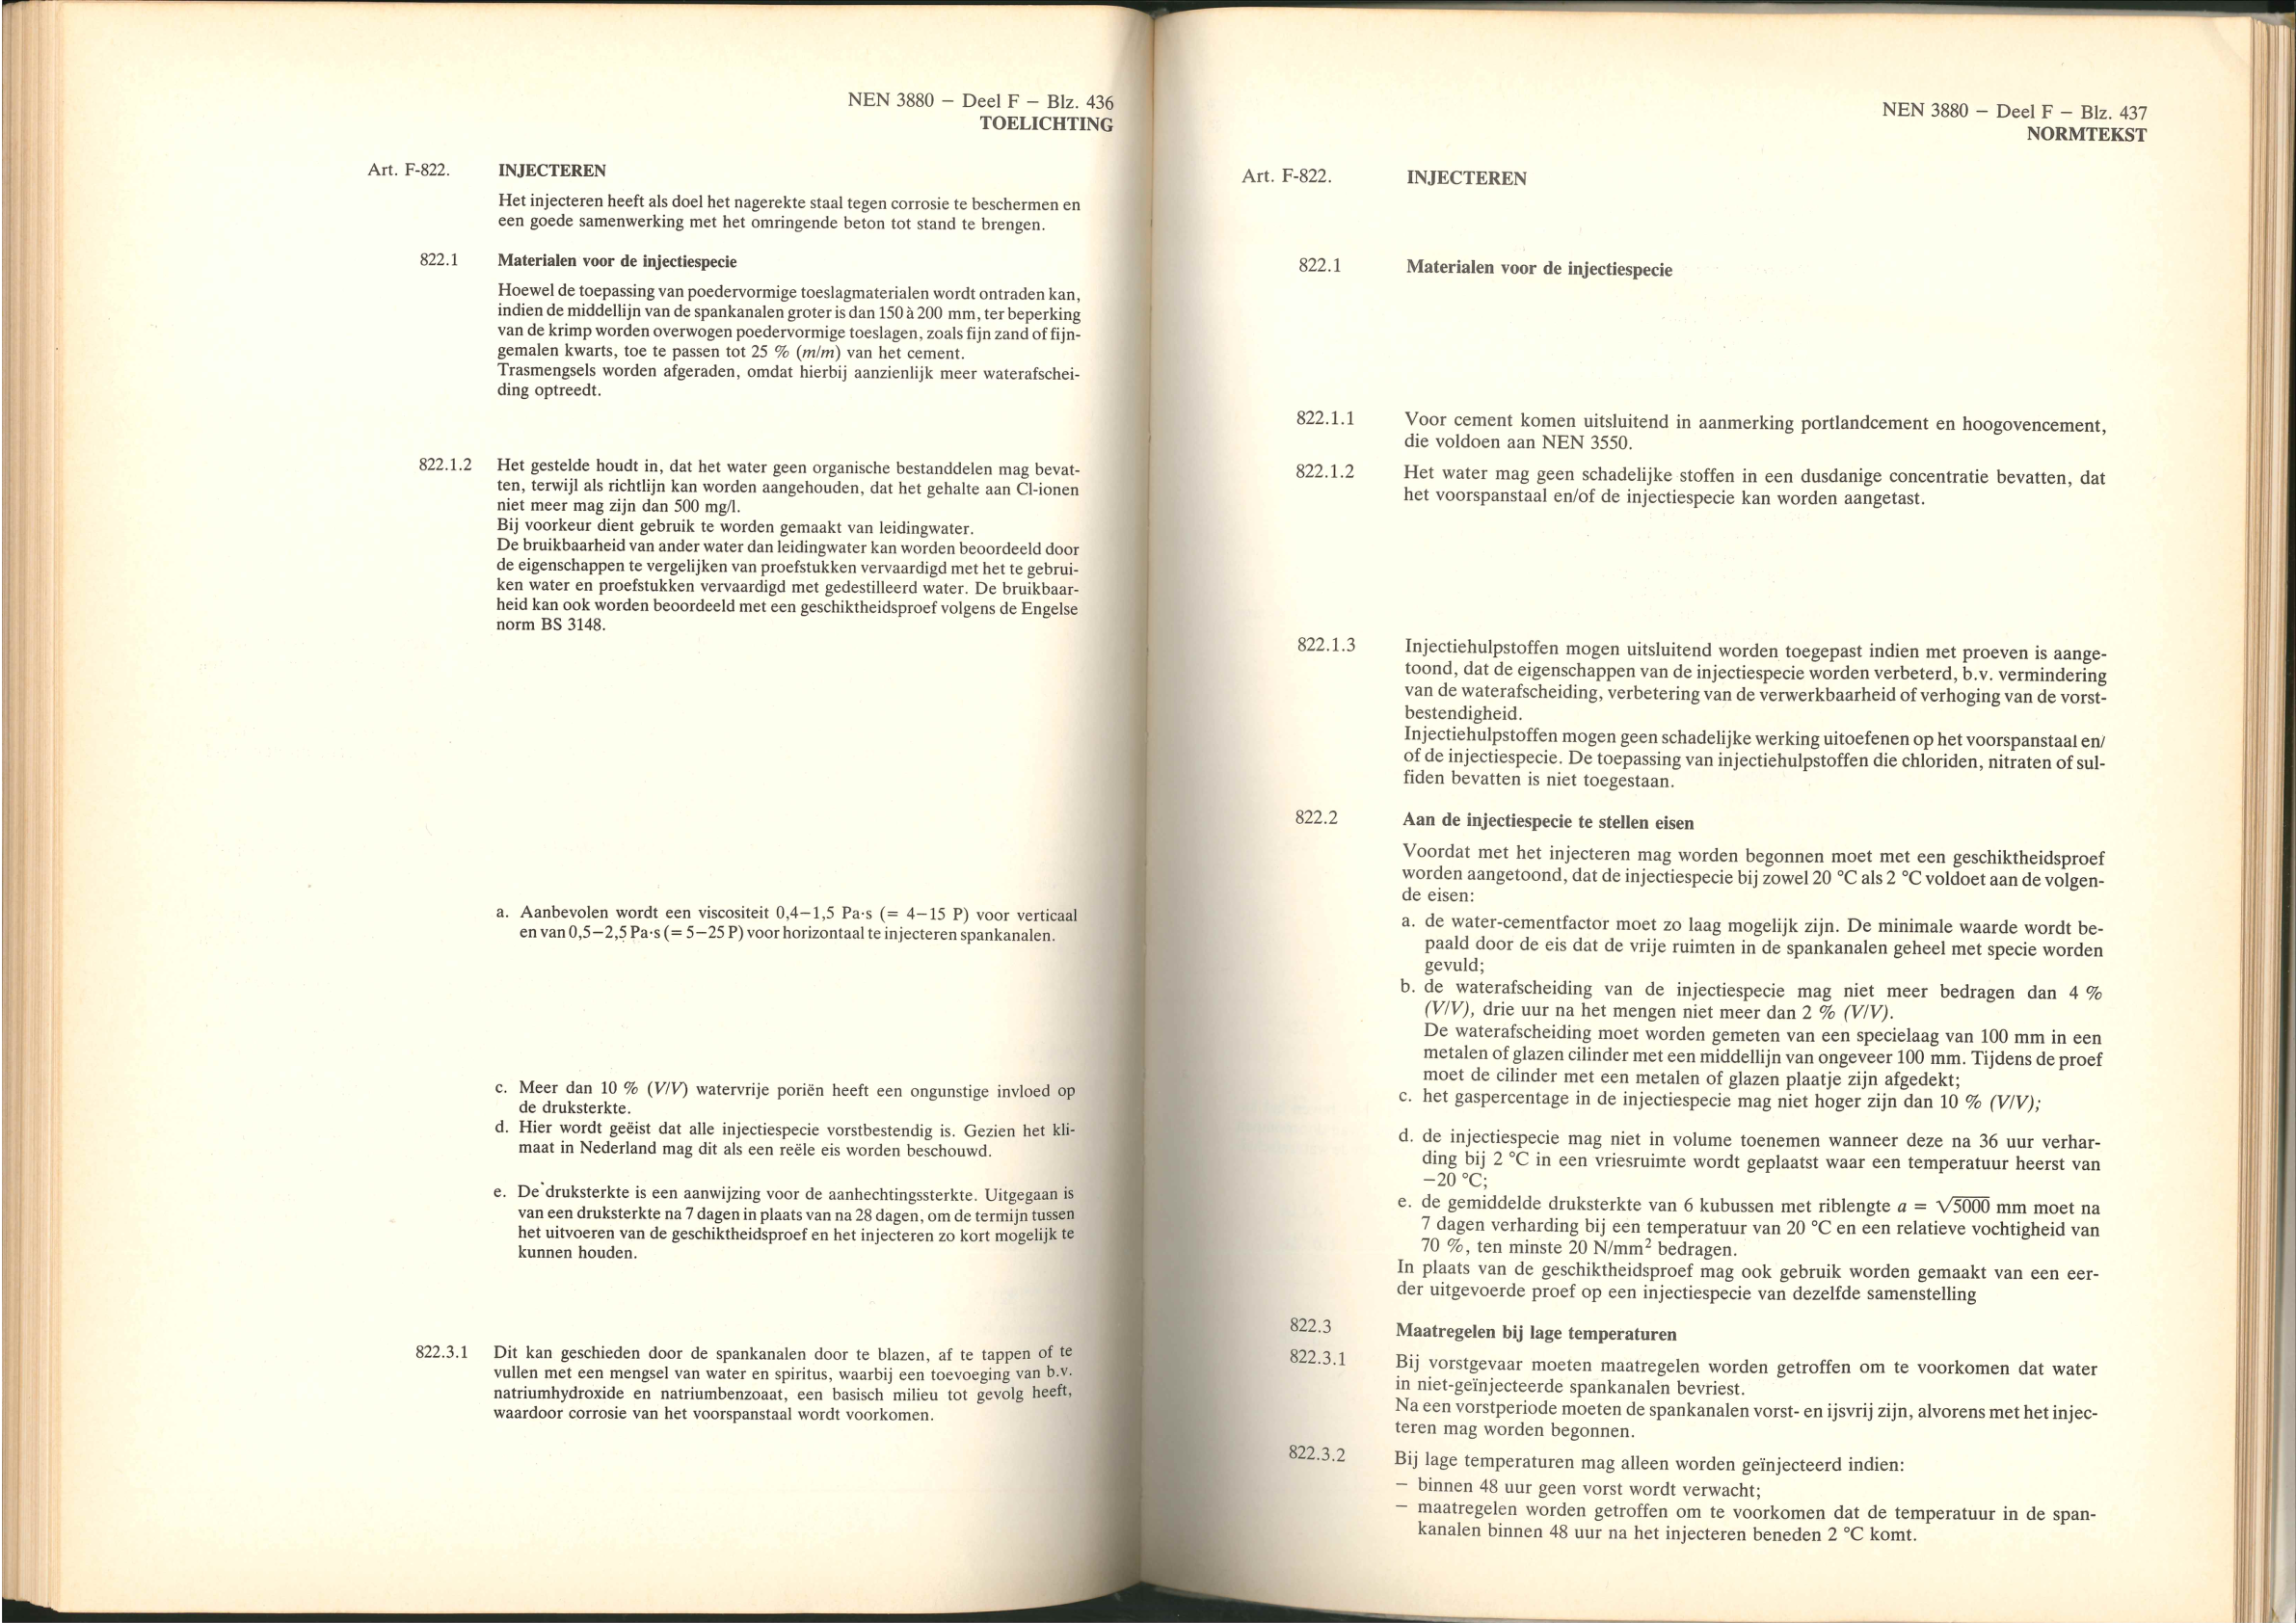 NEN 3880 – Deel F – Blz. 436
TOELICHTING
Art. F-822. INJECTEREN
Het injecteren heeft als doel het nagerekte staal tegen corrosie te beschermen en
een goede samenwerking met het omringende beton tot stand te brengen.
822.1 Materialen voor de injectiespecie
Hoewel de toepassing van poedervormige toeslagmaterialen wordt ontraden kan,
indien de middellijn van de spankanalen groter is dan 150 à 200 mm, ter beperking
van de krimp worden overwogen poedervormige toeslagen, zoals fijn zand of fijn-
gemalen kwarts, toe te passen tot 25 % (m/m) van het cement.
Trasmengsels worden afgeraden, omdat hierbij aanzienlijk meer waterafschei-
ding optreedt.
822.1.2 Het gestelde houdt in, dat het water geen organische bestanddelen mag bevat-
ten, terwijl als richtlijn kan worden aangehouden, dat het gehalte aan Cl-ionen
niet meer mag zijn dan 500 mg/l.
Bij voorkeur dient gebruik te worden gemaakt van leidingwater.
De bruikbaarheid van ander water dan leidingwater kan worden beoordeeld door
de eigenschappen te vergelijken van proefstukken vervaardigd met het te gebrui-
ken water en proefstukken vervaardigd met gedestilleerd water. De bruikbaar-
heid kan ook worden beoordeeld met een geschiktheidsproef volgens de Engelse
norm BS 3148.
a. Aanbevolen wordt een viscositeit 0,4–1,5 Pa·s (= 4–15 P) voor verticaal
en van 0,5–2,5 Pa·s (= 5–25 P) voor horizontaal te injecteren spankanalen.
c. Meer dan 10 % (V/V) watervrije poriën heeft een ongunstige invloed op
de druksterkte.
d. Hier wordt geëist dat alle injectiespecie vorstbestendig is. Gezien het kli-
maat in Nederland mag dit als een reële eis worden beschouwd.
e. De druksterkte is een aanwijzing voor de aanhechtingssterkte. Uitgegaan is
van een druksterkte na 7 dagen in plaats van na 28 dagen, om de termijn tussen
het uitvoeren van de geschiktheidsproef en het injecteren zo kort mogelijk te
kunnen houden.
822.3.1 Dit kan geschieden door de spankanalen door te blazen, af te tappen of te
vullen met een mengsel van water en spiritus, waarbij een toevoeging van b.v.
natriumhydroxide en natriumbenzoaat, een basisch milieu tot gevolg heeft,
waardoor corrosie van het voorspanstaal wordt voorkomen.
NEN 3880 – Deel F – Blz. 437
NORMTEKST
Art. F-822. INJECTEREN
822.1 Materialen voor de injectiespecie
822.1.1 Voor cement komen uitsluitend in aanmerking portlandcement en hoogovencement,
die voldoen aan NEN 3550.
822.1.2 Het water mag geen schadelijke stoffen in een dusdanige concentratie bevatten, dat
het voorspanstaal en/of de injectiespecie kan worden aangetast.
822.1.3 Injectiehulpstoffen mogen uitsluitend worden toegepast indien met proeven is aange-
toond, dat de eigenschappen van de injectiespecie worden verbeterd, b.v. vermindering
van de waterafscheiding, verbetering van de verwerkbaarheid of verhoging van de vorst-
bestendigheid.
Injectiehulpstoffen mogen geen schadelijke werking uitoefenen op het voorspanstaal en/
of de injectiespecie. De toepassing van injectiehulpstoffen die chloriden, nitraten of sul-
fiden bevatten is niet toegestaan.
822.2 Aan de injectiespecie te stellen eisen
Voordat met het injecteren mag worden begonnen moet met een geschiktheidsproef
worden aangetoond, dat de injectiespecie bij zowel 20 °C als 2 °C voldoet aan de volgen-
de eisen:
a. de water-cementfactor moet zo laag mogelijk zijn. De minimale waarde wordt be-
paald door de eis dat de vrije ruimten in de spankanalen geheel met specie worden
gevuld;
b. de waterafscheiding van de injectiespecie mag niet meer bedragen dan 4 %
(V/V), drie uur na het mengen niet meer dan 2 % (V/V).
De waterafscheiding moet worden gemeten van een specielaag van 100 mm in een
metalen of glazen cilinder met een middellijn van ongeveer 100 mm. Tijdens de proef
moet de cilinder met een metalen of glazen plaatje zijn afgedekt;
c. het gaspercentage in de injectiespecie mag niet hoger zijn dan 10 % (V/V);
d. de injectiespecie mag niet in volume toenemen wanneer deze na 36 uur verhar-
ding bij 2 °C in een vriesruimte wordt geplaatst waar een temperatuur heerst van
−20 °C;
e. de gemiddelde druksterkte van 6 kubussen met riblengte a = √5000 mm moet na
7 dagen verharding bij een temperatuur van 20 °C en een relatieve vochtigheid van
70 %, ten minste 20 N/mm² bedragen.
In plaats van de geschiktheidsproef mag ook gebruik worden gemaakt van een eer-
der uitgevoerde proef op een injectiespecie van dezelfde samenstelling
822.3 Maatregelen bij lage temperaturen
822.3.1 Bij vorstgevaar moeten maatregelen worden getroffen om te voorkomen dat water
in niet-geïnjecteerde spankanalen bevriest.
Na een vorstperiode moeten de spankanalen vorst- en ijsvrij zijn, alvorens met het injec-
teren mag worden begonnen.
822.3.2 Bij lage temperaturen mag alleen worden geïnjecteerd indien:
– binnen 48 uur geen vorst wordt verwacht;
– maatregelen worden getroffen om te voorkomen dat de temperatuur in de span-
kanalen binnen 48 uur na het injecteren beneden 2 °C komt.